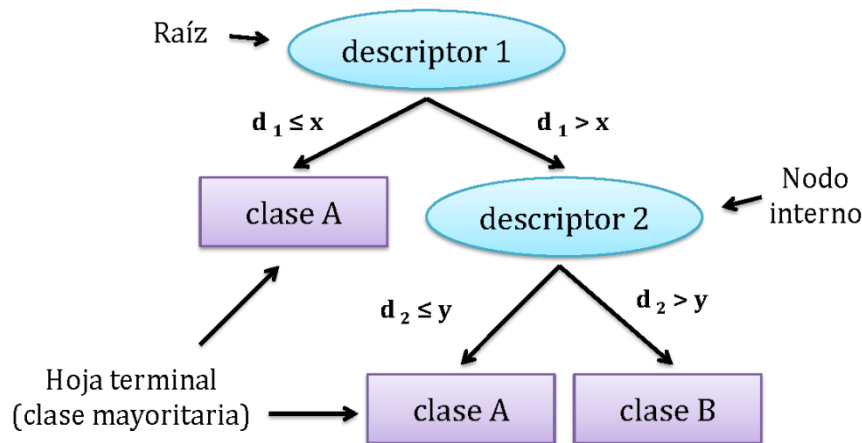 Raíz
descriptor 1
d 1 ≤ x
d 1 > x
clase A
descriptor 2
Nodo
interno
d 2 ≤ y
d 2 > y
Hoja terminal
(clase mayoritaria)
clase A
clase B